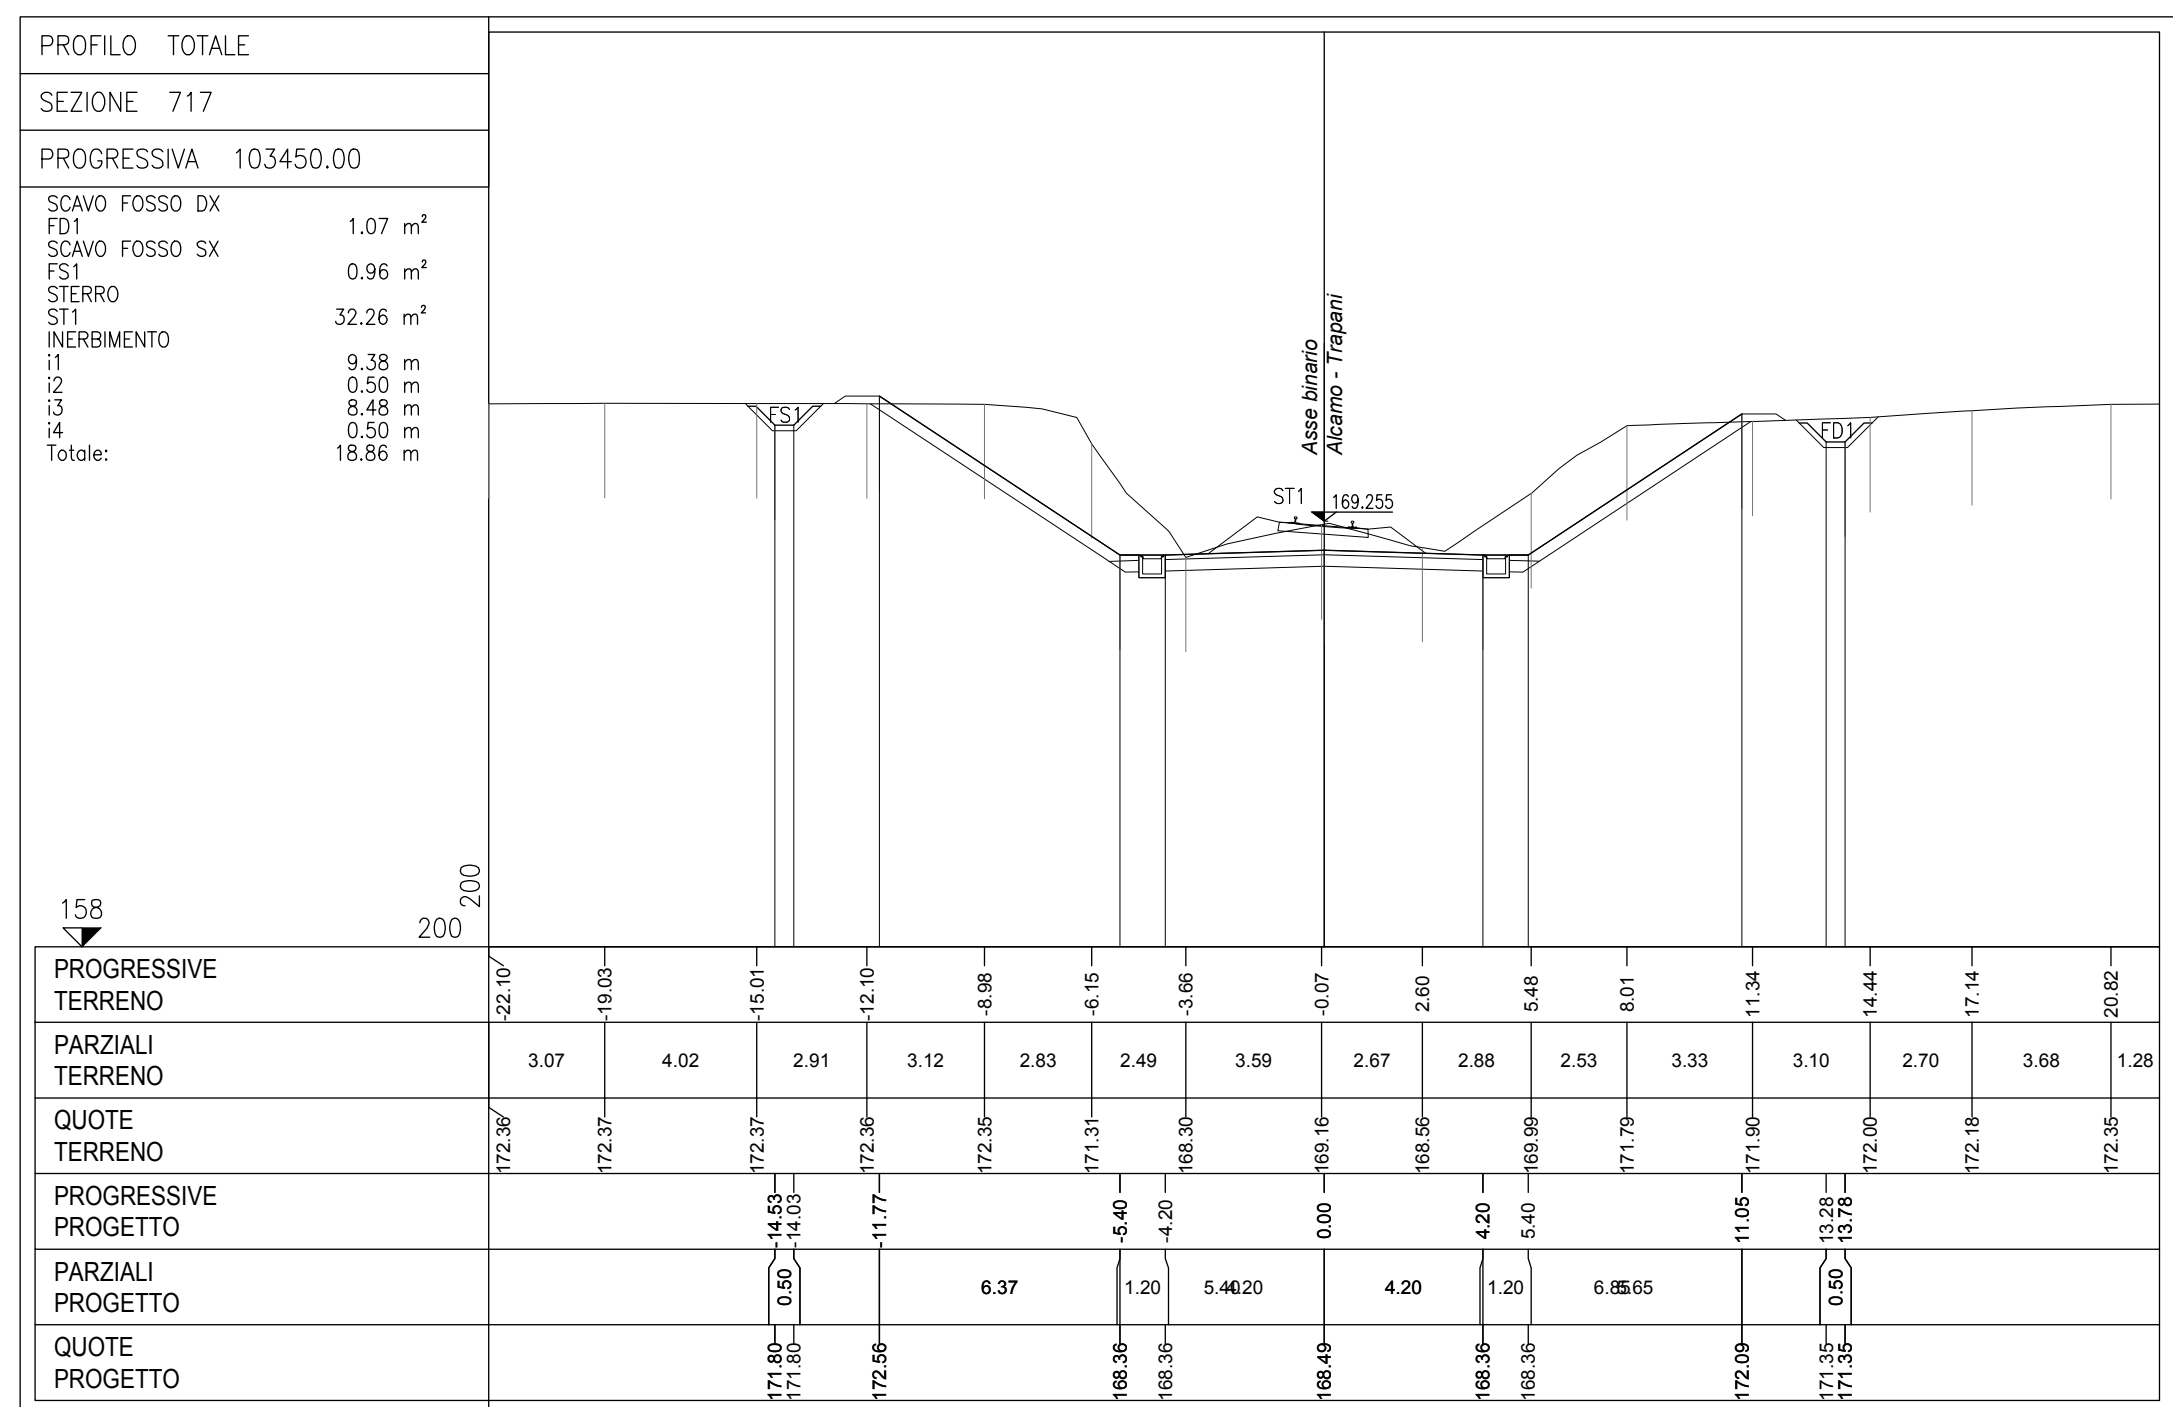 PROFILO TOTALE
SEZIONE 717
PROGRESSIVA 103450.00
SCAVO FOSSO DX
FD1 1.07 m²
SCAVO FOSSO SX
FS1 0.96 m²
STERRO
ST1 32.26 m²
INERBIMENTO
i1 9.38 m
i2 0.50 m
i3 8.48 m
i4 0.50 m
Totale: 18.86 m
Asse binario
Alcamo - Trapani
FS1
FD1
ST1
169.255
158
200
200
PROGRESSIVE
TERRENO
-22.10 -19.03 -15.01 -12.10 -8.98 -6.15 -3.66 -0.07 2.60 5.48 8.01 11.34 14.44 17.14 20.82
PARZIALI
TERRENO
3.07 4.02 2.91 3.12 2.83 2.49 3.59 2.67 2.88 2.53 3.33 3.10 2.70 3.68 1.28
QUOTE
TERRENO
172.36 172.37 172.37 172.36 172.35 171.31 168.30 169.16 168.56 169.99 171.79 171.90 172.00 172.18 172.35
PROGRESSIVE
PROGETTO
-14.53 -14.03 -11.77 -5.40 -4.20 0.00 4.20 5.40 11.05 13.28 13.78
PARZIALI
PROGETTO
0.50 6.37 1.20 5.40 4.20 4.20 1.20 6.85 5.65 0.50
QUOTE
PROGETTO
171.80 171.80 172.56 168.36 168.36 168.49 168.36 168.36 172.09 171.35 171.35